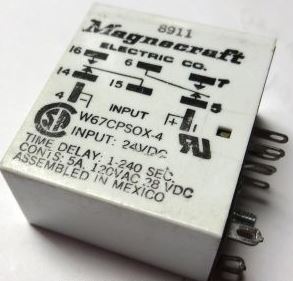 8911
Magnecraft
ELECTRIC CO.
16 6 7
14 15 5
4 INPUT 1
- +
W67CPSOX-4
INPUT: 24VDC
TIME DELAY: 1-240 SEC.
CONTS: 5A, 120VAC 28 VDC
ASSEMBLED IN MEXICO